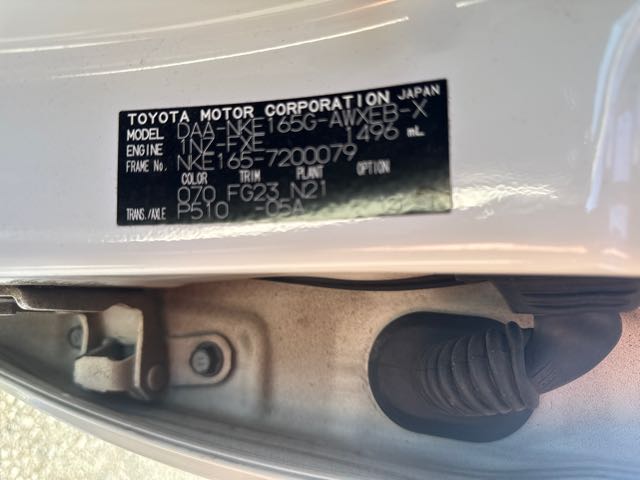 TOYOTA MOTOR CORPORATION JAPAN
MODEL DAA-NKE165G-AWXEB-X
ENGINE 1NZ-FXE 1496 mL
FRAME No. NKE165-7200079
COLOR TRIM PLANT OPTION
070 FG23 N21
TRANS./AXLE P510 -05A